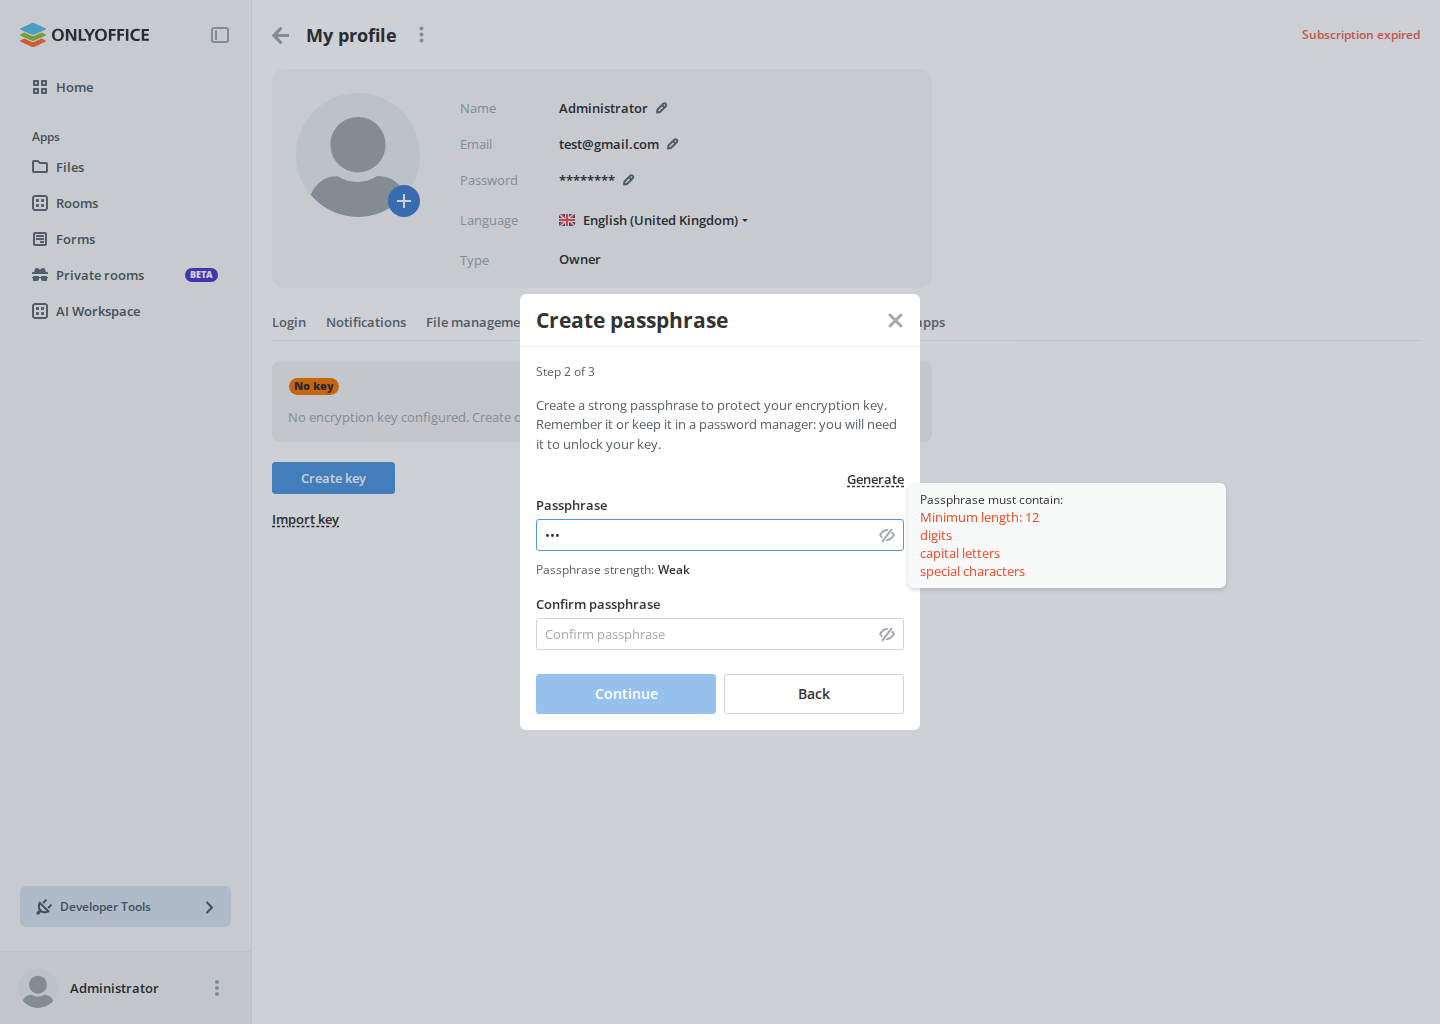 ONLYOFFICE
My profile
Subscription expired
Home
Apps
Files
Rooms
Forms
Private rooms
BETA
AI Workspace
Name
Administrator
Email
test@gmail.com
Password
********
Language
English (United Kingdom)
Type
Owner
Login
Notifications
File manageme
apps
No key
No encryption key configured. Create o
Create key
Import key
Create passphrase
Step 2 of 3
Create a strong passphrase to protect your encryption key.
Remember it or keep it in a password manager: you will need
it to unlock your key.
Generate
Passphrase
•••
Passphrase strength: Weak
Confirm passphrase
Confirm passphrase
Continue
Back
Passphrase must contain:
Minimum length: 12
digits
capital letters
special characters
Developer Tools
Administrator